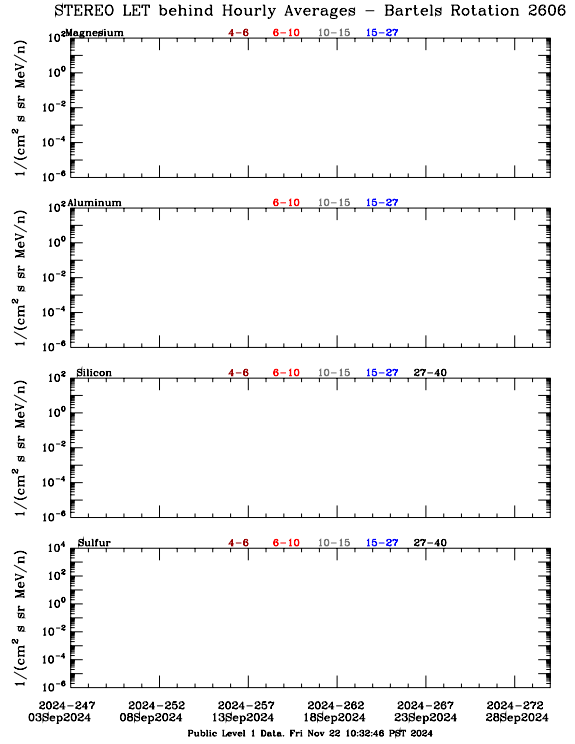 STEREO LET behind Hourly Averages - Bartels Rotation 2606
Magnesium 4-6 6-10 10-15 15-27
10² 10⁰ 10⁻² 10⁻⁴ 10⁻⁶
1/(cm² s sr MeV/n)
Aluminum 6-10 10-15 15-27
10² 10⁰ 10⁻² 10⁻⁴ 10⁻⁶
1/(cm² s sr MeV/n)
Silicon 4-6 6-10 10-15 15-27 27-40
10² 10⁰ 10⁻² 10⁻⁴ 10⁻⁶
1/(cm² s sr MeV/n)
Sulfur 4-6 6-10 10-15 15-27 27-40
10⁴ 10² 10⁰ 10⁻² 10⁻⁴ 10⁻⁶
1/(cm² s sr MeV/n)
2024-247 2024-252 2024-257 2024-262 2024-267 2024-272
03Sep2024 08Sep2024 13Sep2024 18Sep2024 23Sep2024 28Sep2024
Public Level 1 Data. Fri Nov 22 10:32:46 PST 2024